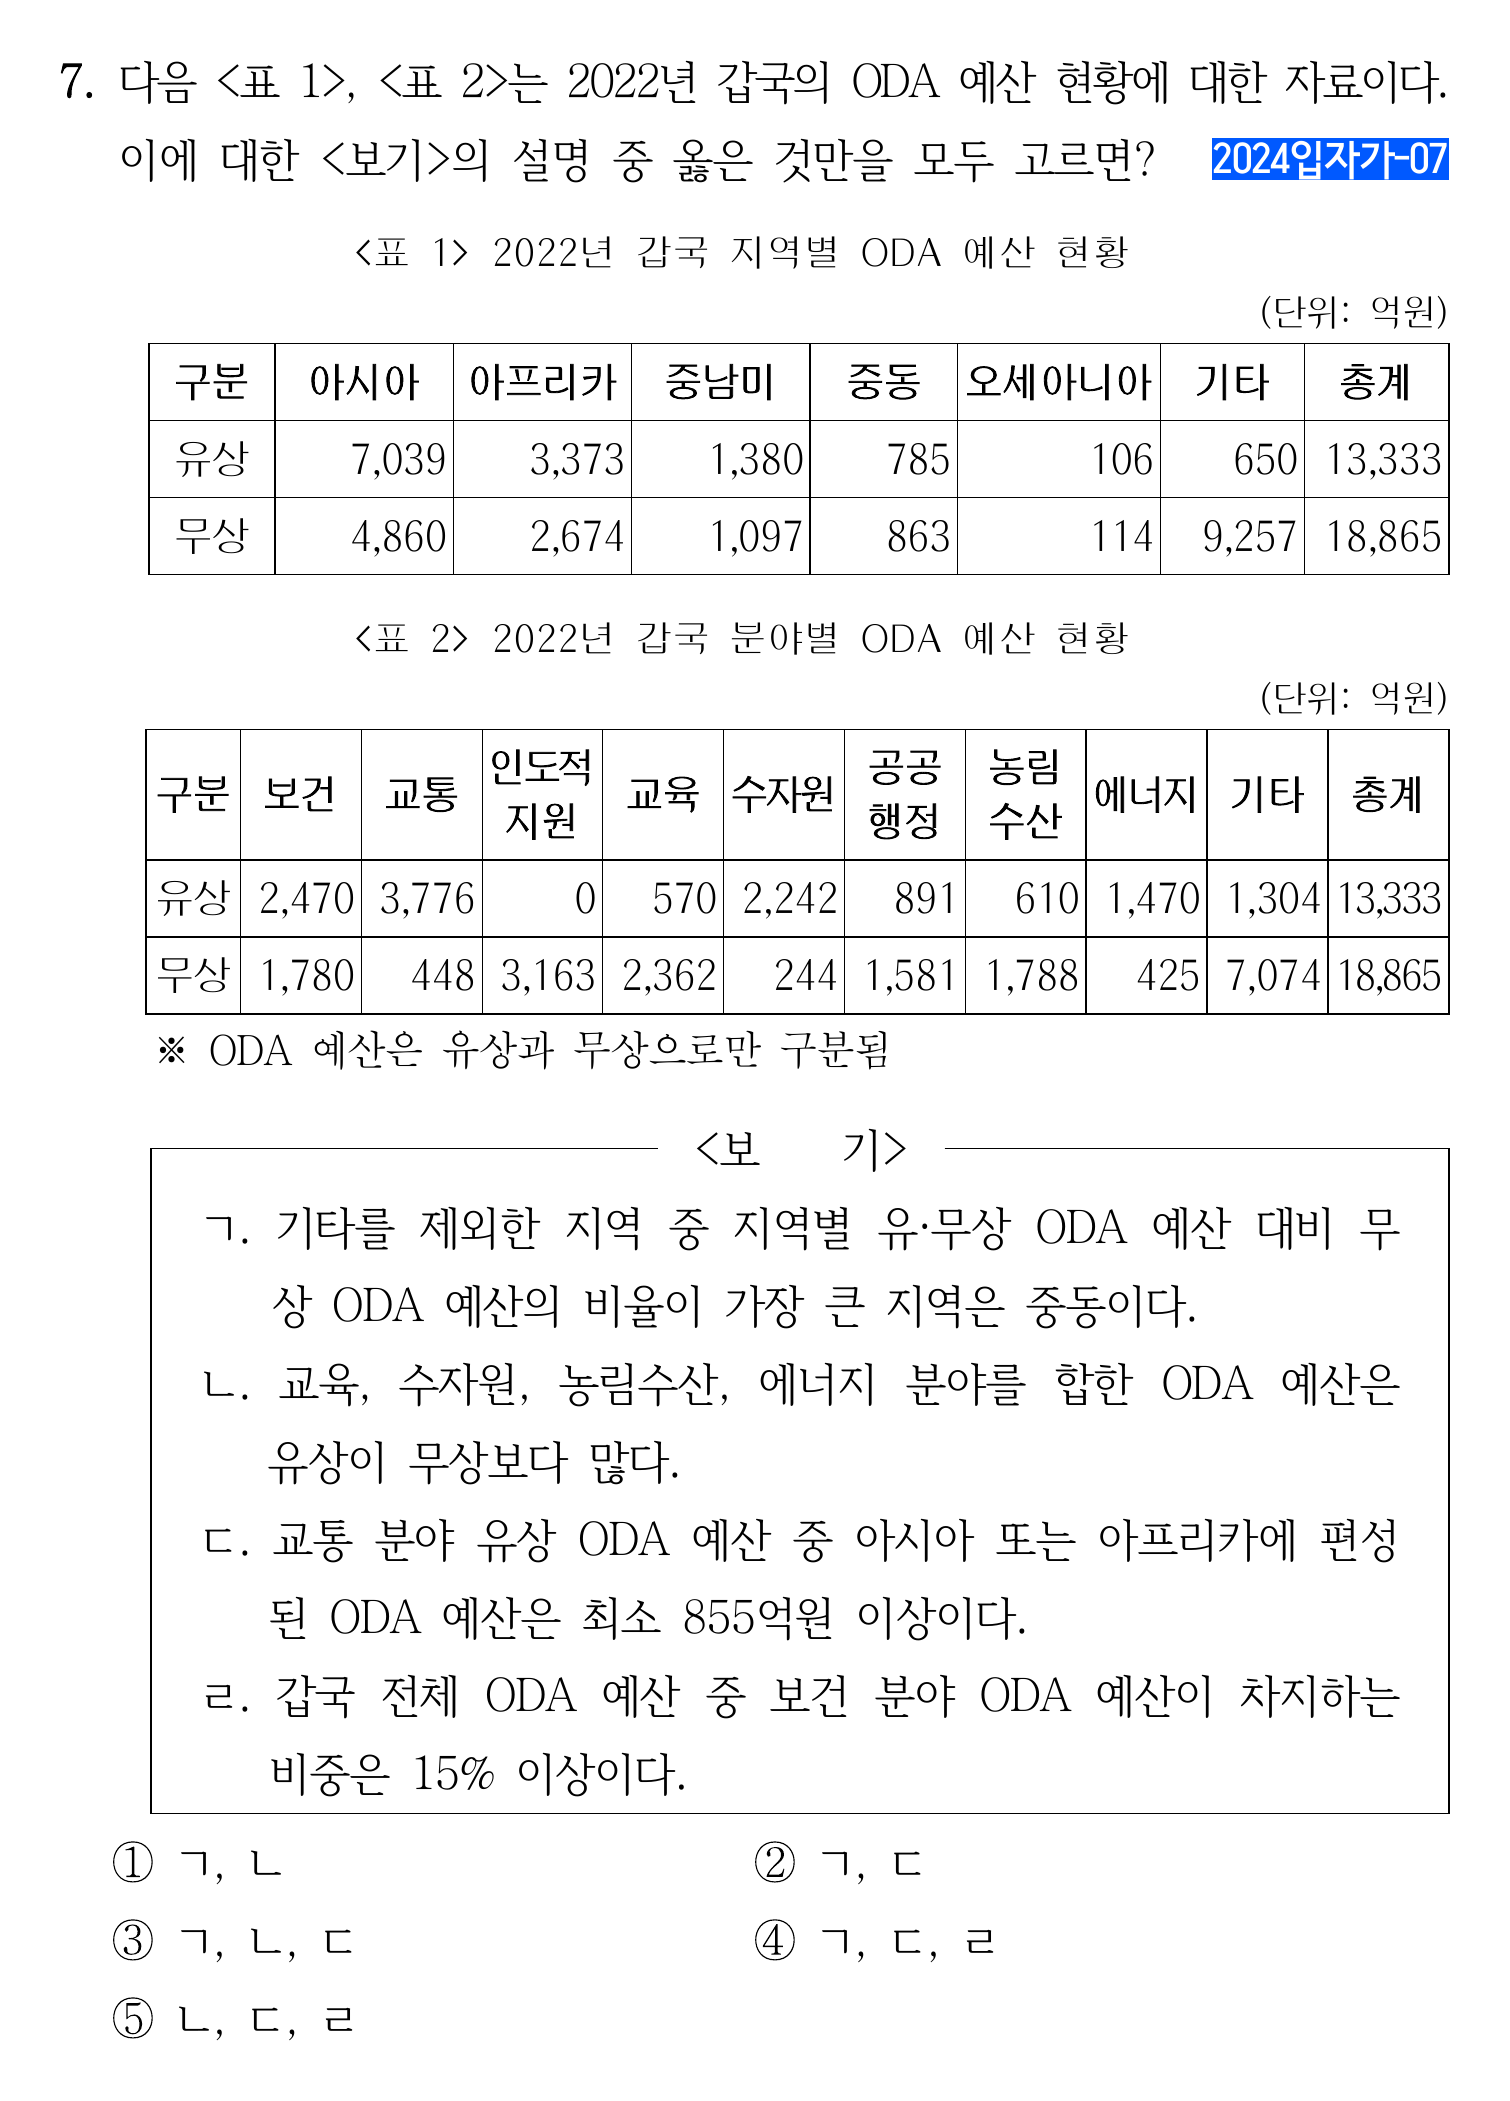 7. 다음 <표 1>, <표 2>는 2022년 갑국의 ODA 예산 현황에 대한 자료이다.
이에 대한 <보기>의 설명 중 옳은 것만을 모두 고르면? 2024입자가-07
<표 1> 2022년 갑국 지역별 ODA 예산 현황
(단위: 억원)
구분 아시아 아프리카 중남미 중동 오세아니아 기타 총계
유상 7,039 3,373 1,380 785 106 650 13,333
무상 4,860 2,674 1,097 863 114 9,257 18,865
<표 2> 2022년 갑국 분야별 ODA 예산 현황
(단위: 억원)
구분 보건 교통 인도적 지원 교육 수자원 공공 행정 농림 수산 에너지 기타 총계
유상 2,470 3,776 0 570 2,242 891 610 1,470 1,304 13,333
무상 1,780 448 3,163 2,362 244 1,581 1,788 425 7,074 18,865
※ ODA 예산은 유상과 무상으로만 구분됨
<보 기>
ㄱ. 기타를 제외한 지역 중 지역별 유·무상 ODA 예산 대비 무
상 ODA 예산의 비율이 가장 큰 지역은 중동이다.
ㄴ. 교육, 수자원, 농림수산, 에너지 분야를 합한 ODA 예산은
유상이 무상보다 많다.
ㄷ. 교통 분야 유상 ODA 예산 중 아시아 또는 아프리카에 편성
된 ODA 예산은 최소 855억원 이상이다.
ㄹ. 갑국 전체 ODA 예산 중 보건 분야 ODA 예산이 차지하는
비중은 15% 이상이다.
① ㄱ, ㄴ ② ㄱ, ㄷ
③ ㄱ, ㄴ, ㄷ ④ ㄱ, ㄷ, ㄹ
⑤ ㄴ, ㄷ, ㄹ